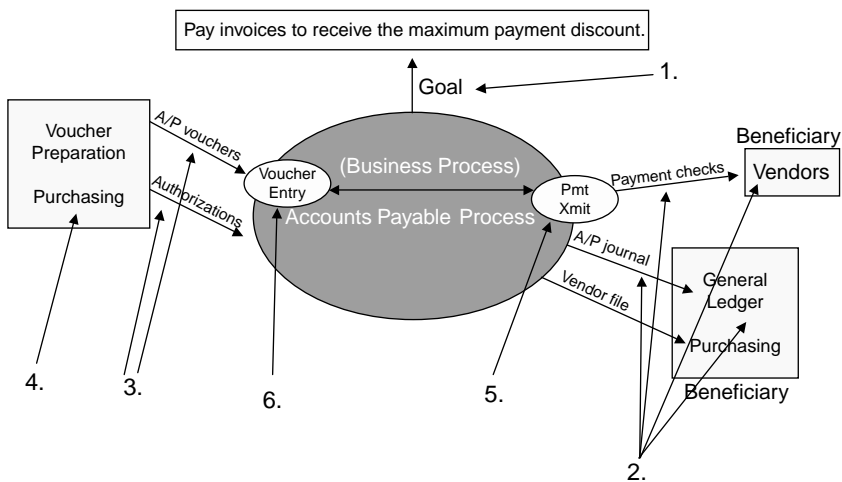 Pay invoices to receive the maximum payment discount.
Goal
1.
Voucher
Preparation
Purchasing
A/P vouchers
Authorizations
Voucher
Entry
(Business Process)
Accounts Payable Process
Pmt
Xmit
Payment checks
A/P journal
Vendor file
Beneficiary
Vendors
General
Ledger
Purchasing
Beneficiary
4.
3.
6.
5.
2.